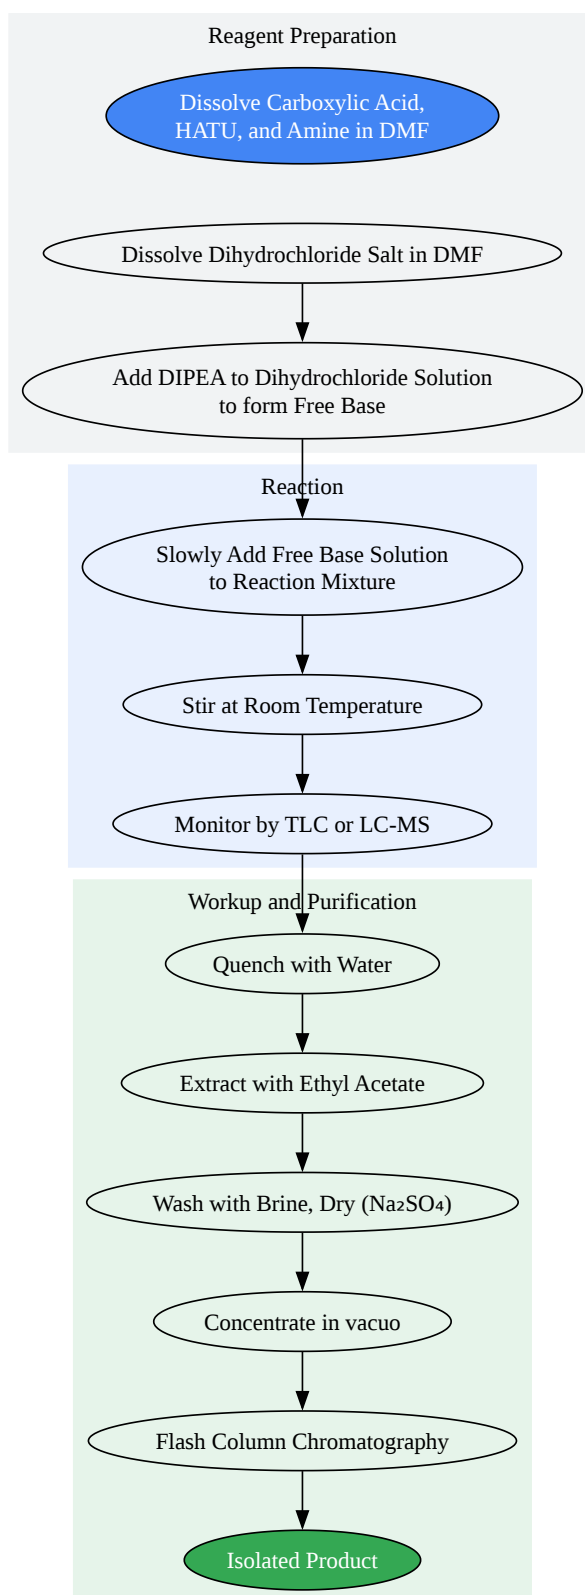 Reagent Preparation
Dissolve Carboxylic Acid,
HATU, and Amine in DMF
Dissolve Dihydrochloride Salt in DMF
Add DIPEA to Dihydrochloride Solution
to form Free Base
Reaction
Slowly Add Free Base Solution
to Reaction Mixture
Stir at Room Temperature
Monitor by TLC or LC-MS
Workup and Purification
Quench with Water
Extract with Ethyl Acetate
Wash with Brine, Dry (Na₂SO₄)
Concentrate in vacuo
Flash Column Chromatography
Isolated Product